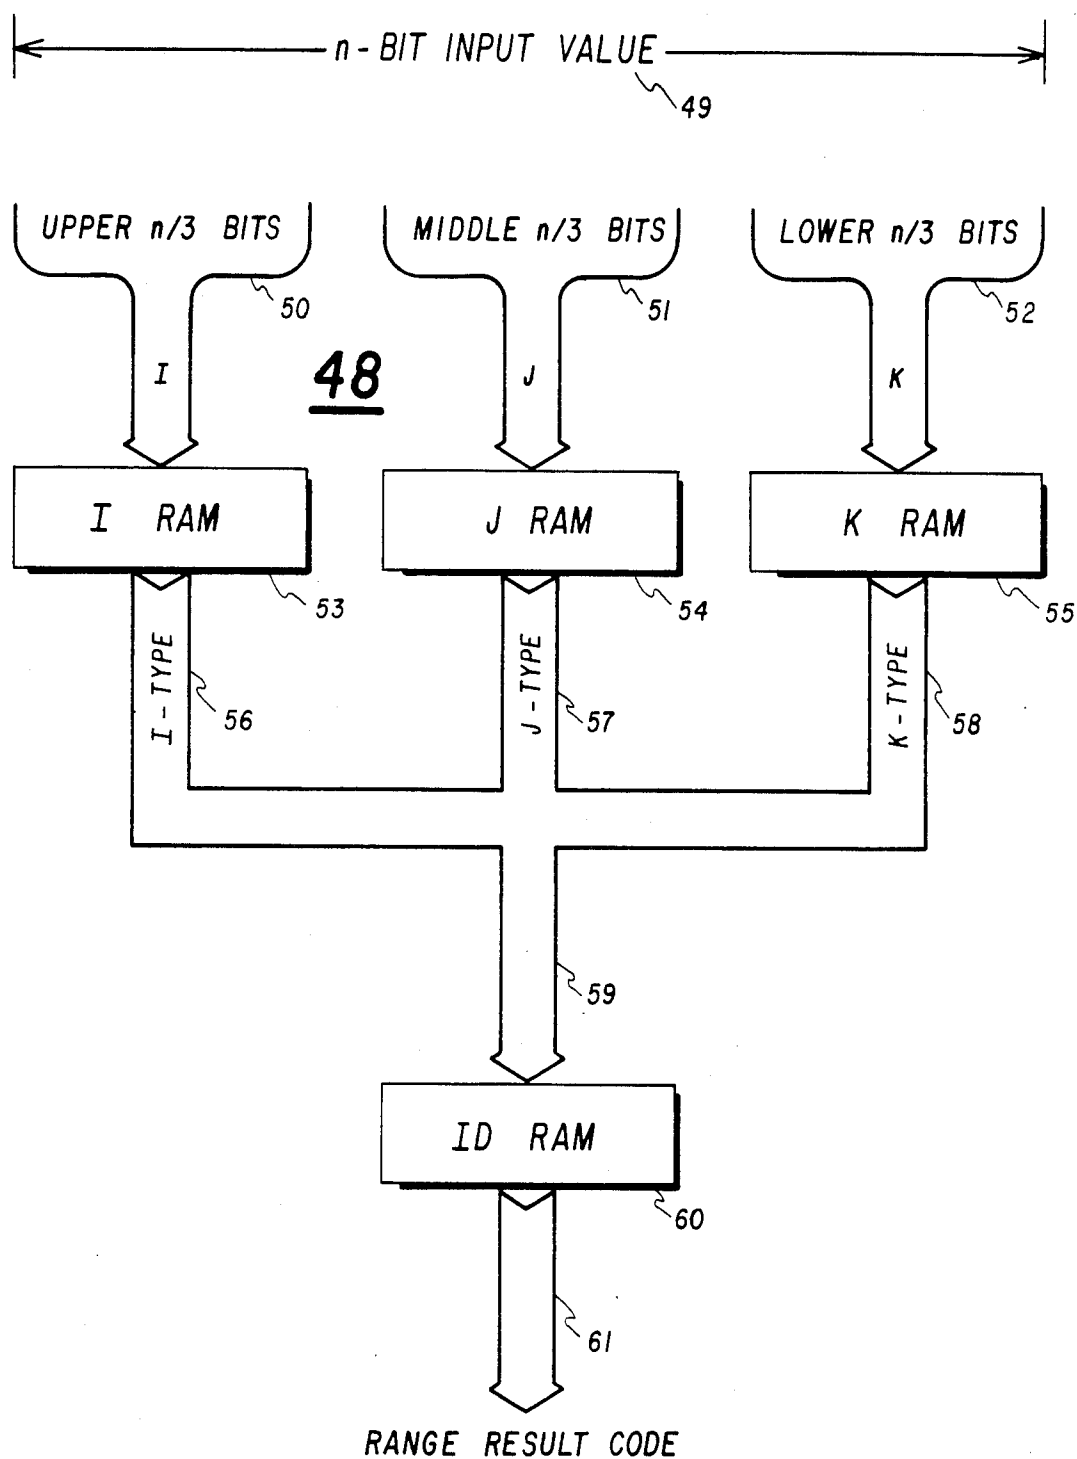 n-BIT INPUT VALUE
49
UPPER n/3 BITS
MIDDLE n/3 BITS
LOWER n/3 BITS
50
51
52
I
48
J
K
I RAM
J RAM
K RAM
53
54
55
I-TYPE
J-TYPE
K-TYPE
56
57
58
59
ID RAM
60
61
RANGE RESULT CODE